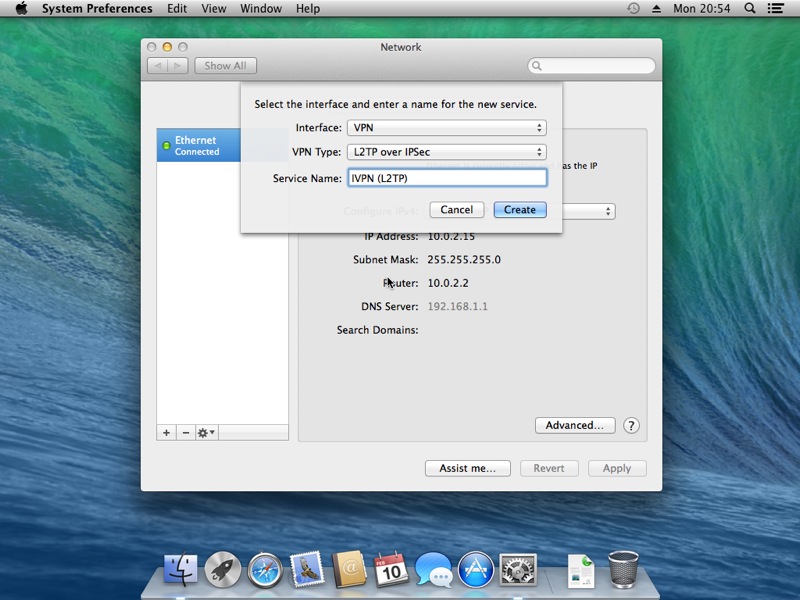 System Preferences Edit View Window Help Mon 20:54
Network
Show All
Select the interface and enter a name for the new service.
Interface: VPN
VPN Type: L2TP over IPSec
Service Name: IVPN (L2TP)
Cancel Create
Ethernet
Connected
has the IP
Configure IPv4:
IP Address: 10.0.2.15
Subnet Mask: 255.255.255.0
Router: 10.0.2.2
DNS Server: 192.168.1.1
Search Domains:
Advanced... ?
Assist me... Revert Apply
FEB
10